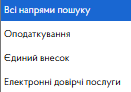 Всі напрями пошуку
Оподаткування
Єдиний внесок
Електронні довірчі послуги